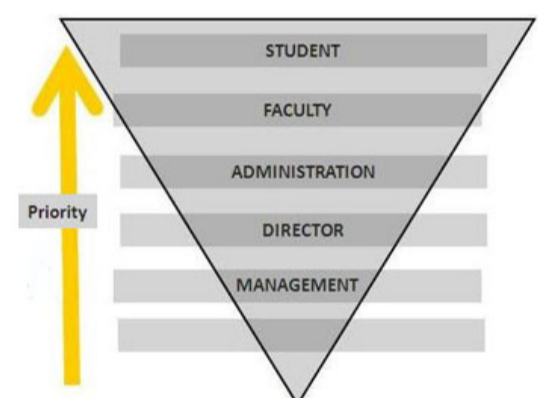 STUDENT
FACULTY
ADMINISTRATION
Priority
DIRECTOR
MANAGEMENT